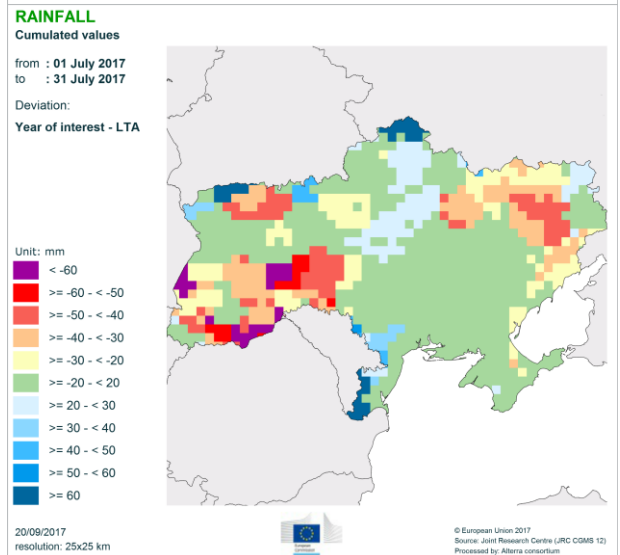 RAINFALL
Cumulated values
from : 01 July 2017
to : 31 July 2017
Deviation:
Year of interest - LTA
Unit: mm
< -60
>= -60 - < -50
>= -50 - < -40
>= -40 - < -30
>= -30 - < -20
>= -20 - < 20
>= 20 - < 30
>= 30 - < 40
>= 40 - < 50
>= 50 - < 60
>= 60
20/09/2017
resolution: 25x25 km
European
Commission
© European Union 2017
Source: Joint Research Centre (JRC CGMS 12)
Processed by: Alterra consortium